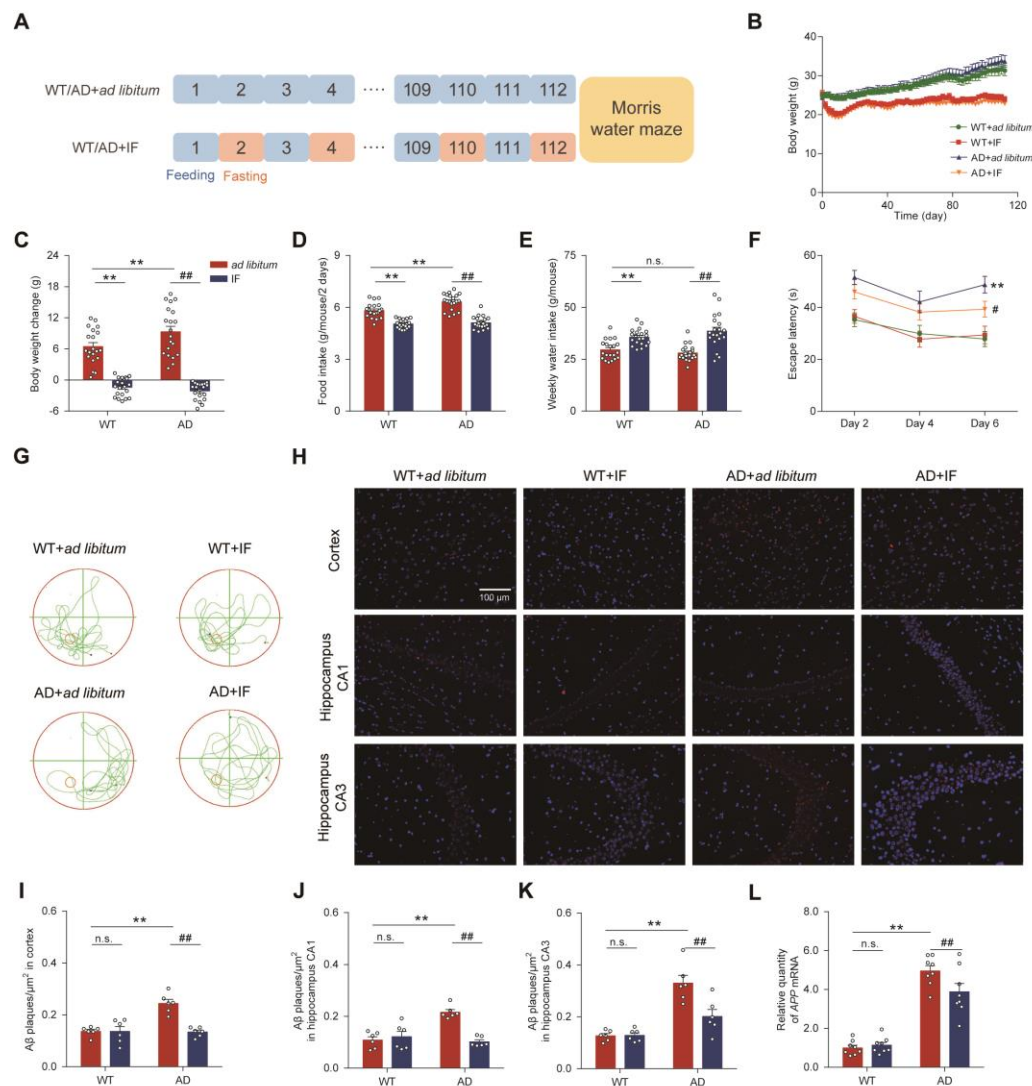 A
WT/AD+ad libitum
1 2 3 4 ···· 109 110 111 112
WT/AD+IF
1 2 3 4 ···· 109 110 111 112
Feeding Fasting
Morris
water maze
B
Body weight (g)
40
30
20
10
0
0 40 80 120
Time (day)
WT+ad libitum
WT+IF
AD+ad libitum
AD+IF
C
Body weight change (g)
24
18
12
6
0
-6
**
**
##
WT AD
ad libitum
IF
D
Food intake (g/mouse/2 days)
9
6
3
0
**
**
##
WT AD
E
Weekly water intake (g/mouse)
75
50
25
0
n.s.
**
##
WT AD
F
Escape latency (s)
60
40
20
0
**
#
Day 2 Day 4 Day 6
G
WT+ad libitum WT+IF
AD+ad libitum AD+IF
H
WT+ad libitum WT+IF AD+ad libitum AD+IF
Cortex
100 μm
Hippocampus
CA1
Hippocampus
CA3
I
Aβ plaques/μm² in cortex
0.6
0.4
0.2
0.0
**
n.s.
##
WT AD
J
Aβ plaques/μm²
in hippocampus CA1
0.6
0.4
0.2
0.0
**
n.s.
##
WT AD
K
Aβ plaques/μm²
in hippocampus CA3
0.6
0.4
0.2
0.0
**
n.s.
##
WT AD
L
Relative quantity
of APP mRNA
8.0
6.0
4.0
2.0
0.0
**
n.s.
##
WT AD